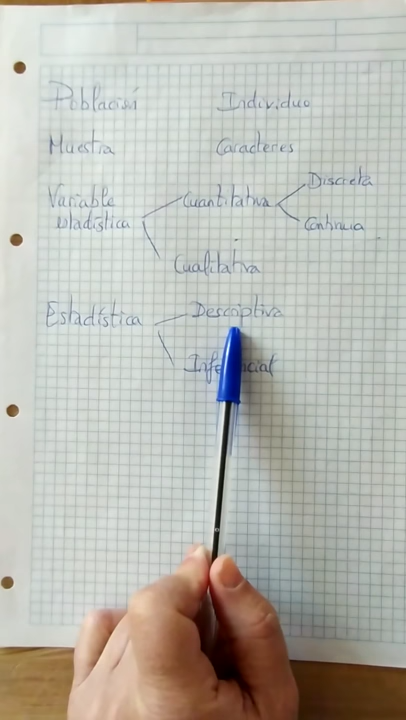 Población Individuo
Muestra Caracteres
Variable estadística Cuantitativa Discreta
Continua
Cualitativa
Estadística Descriptiva
Inferencial